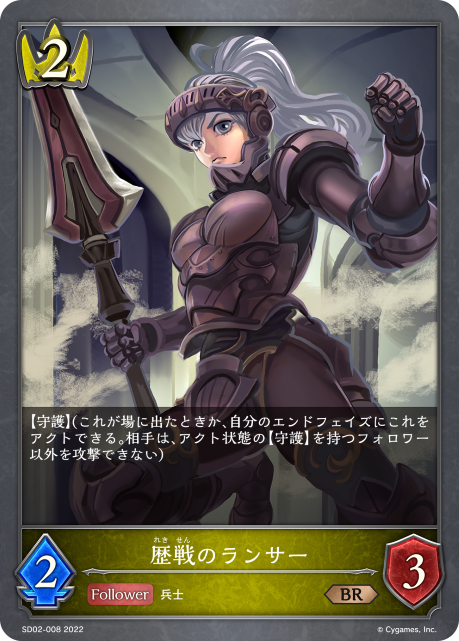 2
【守護】(これが場に出たときか、自分のエンドフェイズにこれを
アクトできる。相手は、アクト状態の【守護】を持つフォロワー
以外を攻撃できない)
れき せん
歴戦のランサー
2
Follower 兵士
BR
3
SD02-008 2022
© Cygames, Inc.